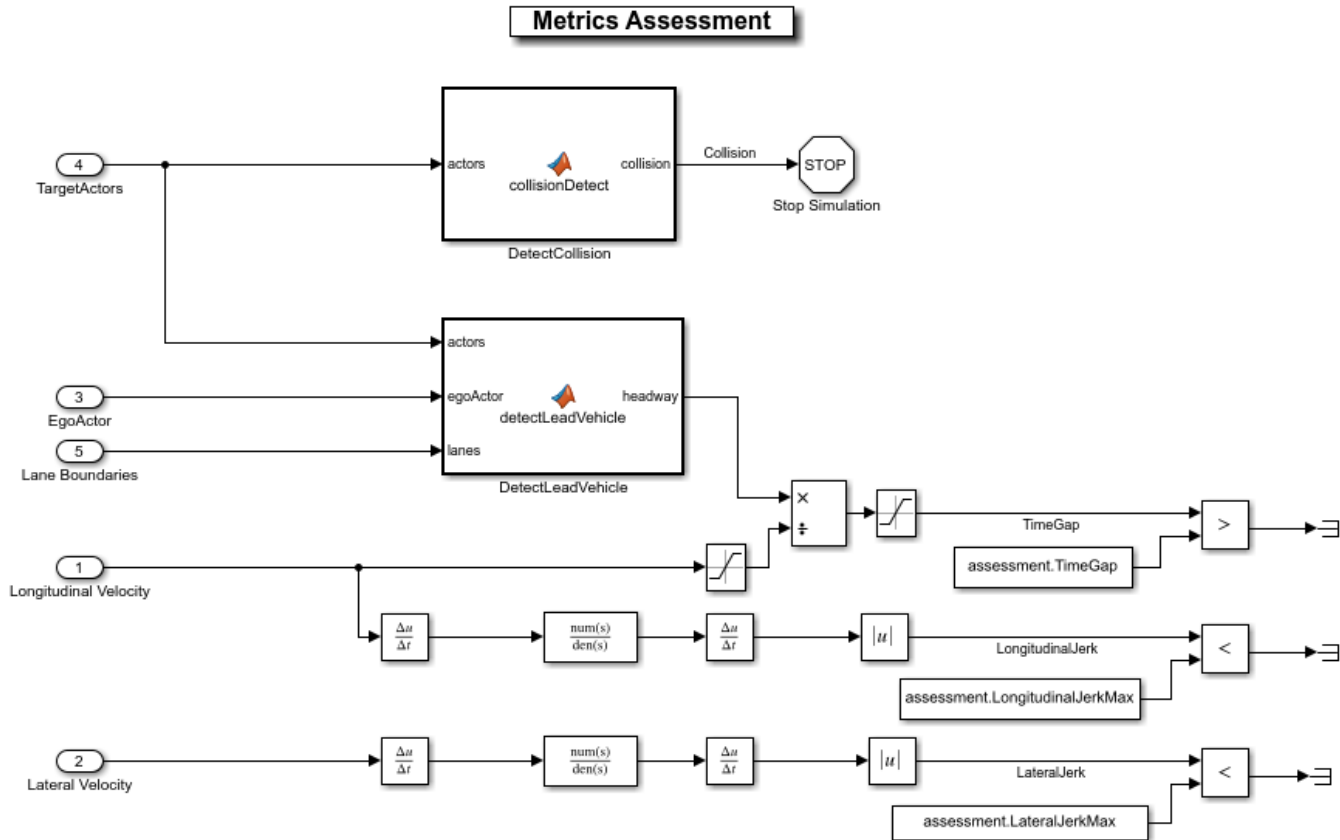 Metrics Assessment
4
TargetActors
actors
collisionDetect
collision
DetectCollision
Collision
STOP
Stop Simulation
actors
3
EgoActor
egoActor
detectLeadVehicle
headway
5
Lane Boundaries
lanes
DetectLeadVehicle
×
÷
TimeGap
>
assessment.TimeGap
1
Longitudinal Velocity
Δu
Δt
num(s)
den(s)
Δu
Δt
|u|
LongitudinalJerk
<
assessment.LongitudinalJerkMax
2
Lateral Velocity
Δu
Δt
num(s)
den(s)
Δu
Δt
|u|
LateralJerk
<
assessment.LateralJerkMax